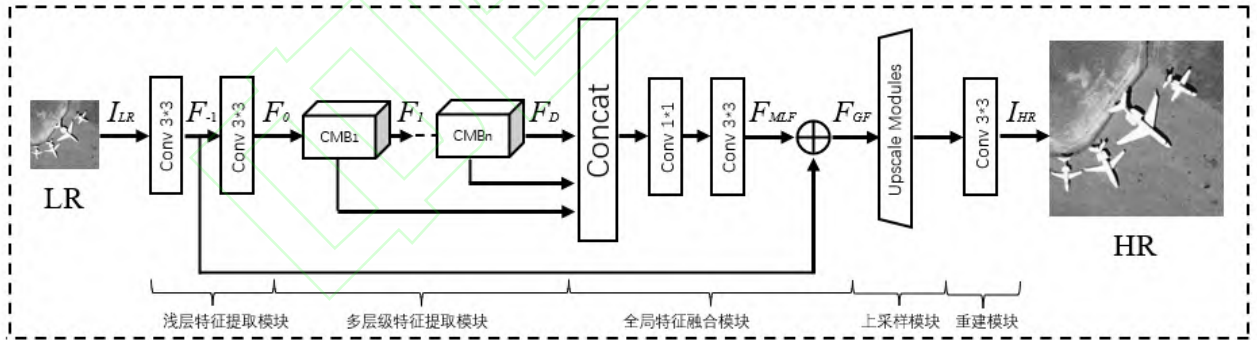 LR
I_LR
Conv 3*3
F_-1
Conv 3*3
F_0
CMB1
F_1
CMBn
F_D
Concat
Conv 1*1
Conv 3*3
F_MLF
F_GF
Upscale Modules
Conv 3*3
I_HR
HR
浅层特征提取模块
多层级特征提取模块
全局特征融合模块
上采样模块
重建模块